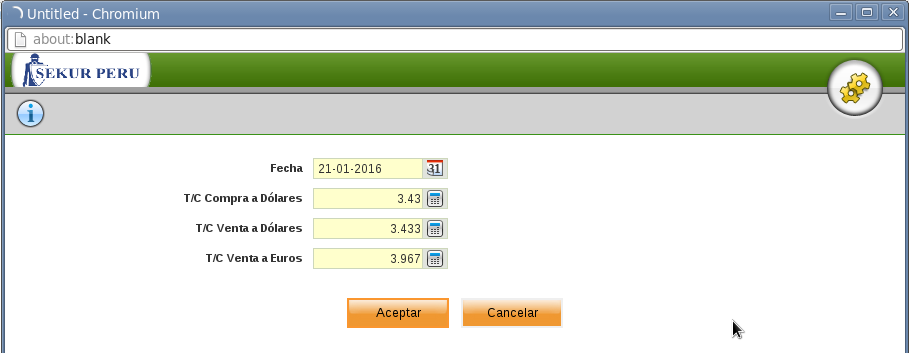 Untitled - Chromium
about:blank
SEKUR PERU
Fecha 21-01-2016 31
T/C Compra a Dólares 3.43
T/C Venta a Dólares 3.433
T/C Venta a Euros 3.967
Aceptar Cancelar